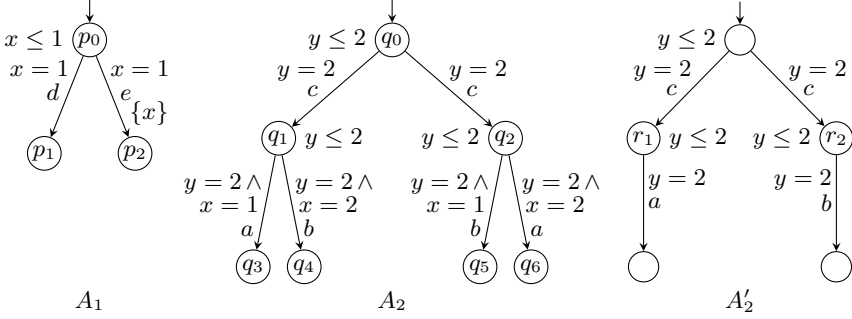 x ≤ 1 p₀
x = 1 x = 1
d e
{x}
p₁ p₂
A₁
y ≤ 2 q₀
y = 2 y = 2
c c
q₁ y ≤ 2 y ≤ 2 q₂
y = 2 ∧ y = 2 ∧ y = 2 ∧ y = 2 ∧
x = 1 x = 2 x = 1 x = 2
a b b a
q₃ q₄ q₅ q₆
A₂
y ≤ 2
y = 2 y = 2
c c
r₁ y ≤ 2 y ≤ 2 r₂
y = 2 y = 2
a b
A′₂